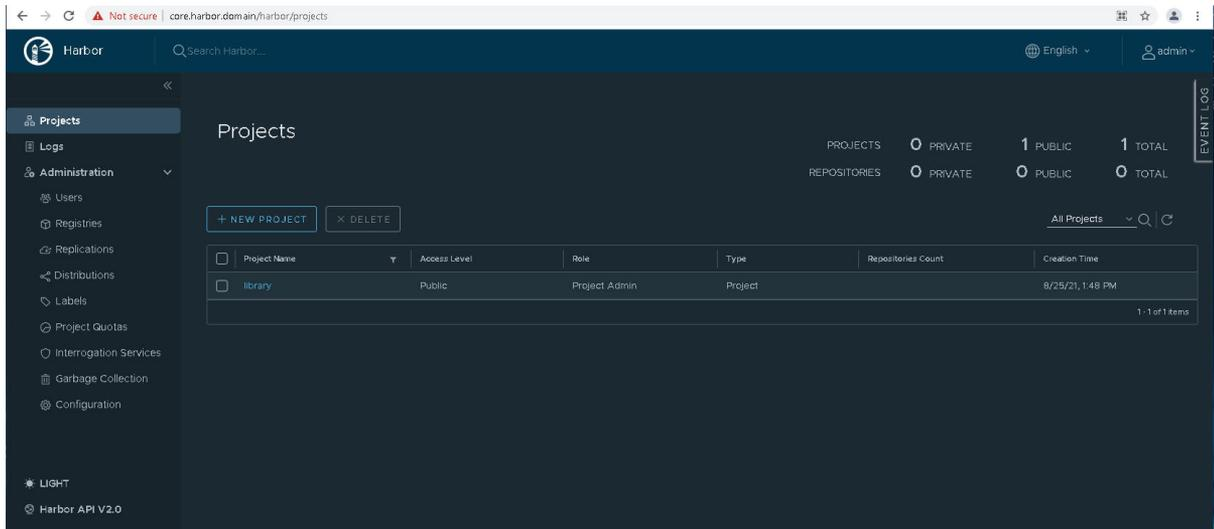 Not secure | core.harbor.domain/harbor/projects
Harbor
Search Harbor...
English
admin
EVENT LOG
Projects
Logs
Administration
Users
Registries
Replications
Distributions
Labels
Project Quotas
Interrogation Services
Garbage Collection
Configuration
LIGHT
Harbor API V2.0
Projects
PROJECTS 0 PRIVATE 1 PUBLIC 1 TOTAL
REPOSITORIES 0 PRIVATE 0 PUBLIC 0 TOTAL
+ NEW PROJECT × DELETE
All Projects
Project Name Access Level Role Type Repositories Count Creation Time
library Public Project Admin Project 8/25/21, 1:48 PM
1 - 1 of 1 items